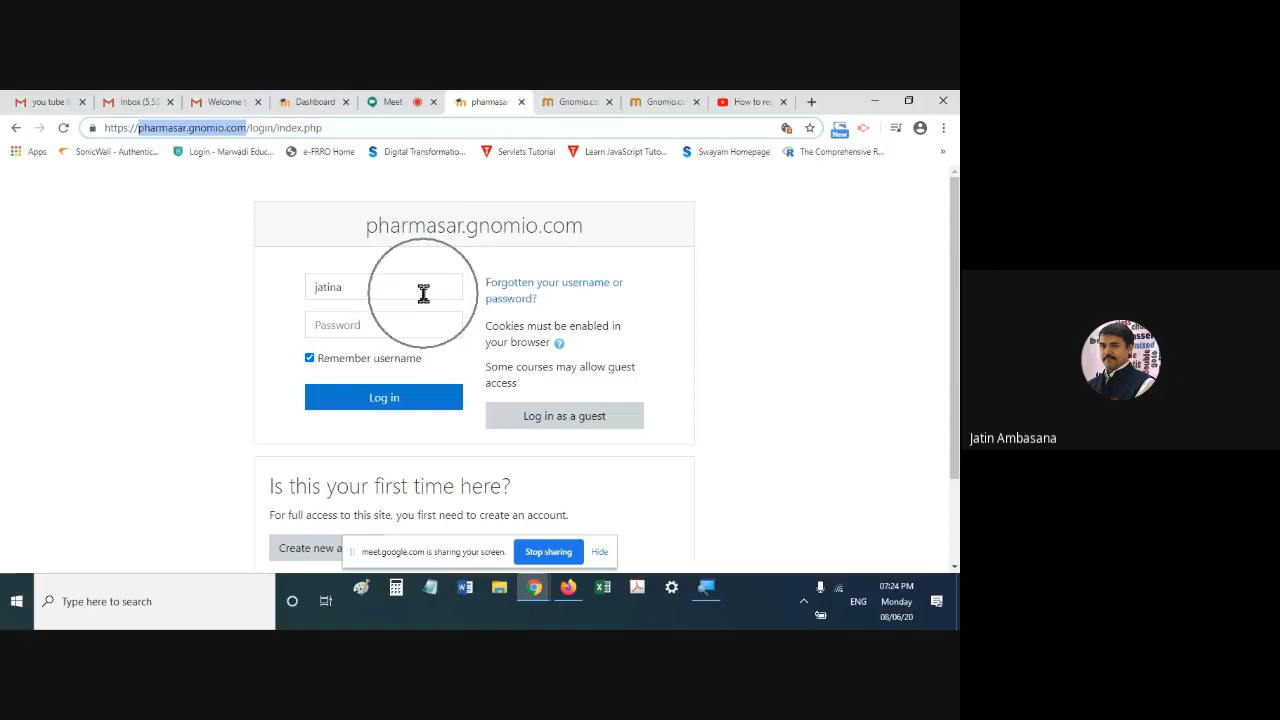 you tube l
Inbox (5,53
Welcome t
Dashboard
Meet
pharmasar
Gnomio.co
Gnomio.co
How to reg
https://pharmasar.gnomio.com/login/index.php
New
Apps
SonicWall - Authentic...
Login - Marwadi Educ...
e-FRRO Home
Digital Transformatio...
Servlets Tutorial
Learn JavaScript Tuto...
Swayam Homepage
The Comprehensive R...
»
pharmasar.gnomio.com
jatina
Password
Remember username
Log in
Forgotten your username or
password?
Cookies must be enabled in
your browser
Some courses may allow guest
access
Log in as a guest
Is this your first time here?
For full access to this site, you first need to create an account.
Create new a
meet.google.com is sharing your screen.
Stop sharing
Hide
Jatin Ambasana
Type here to search
ENG
07:24 PM
Monday
08/06/20